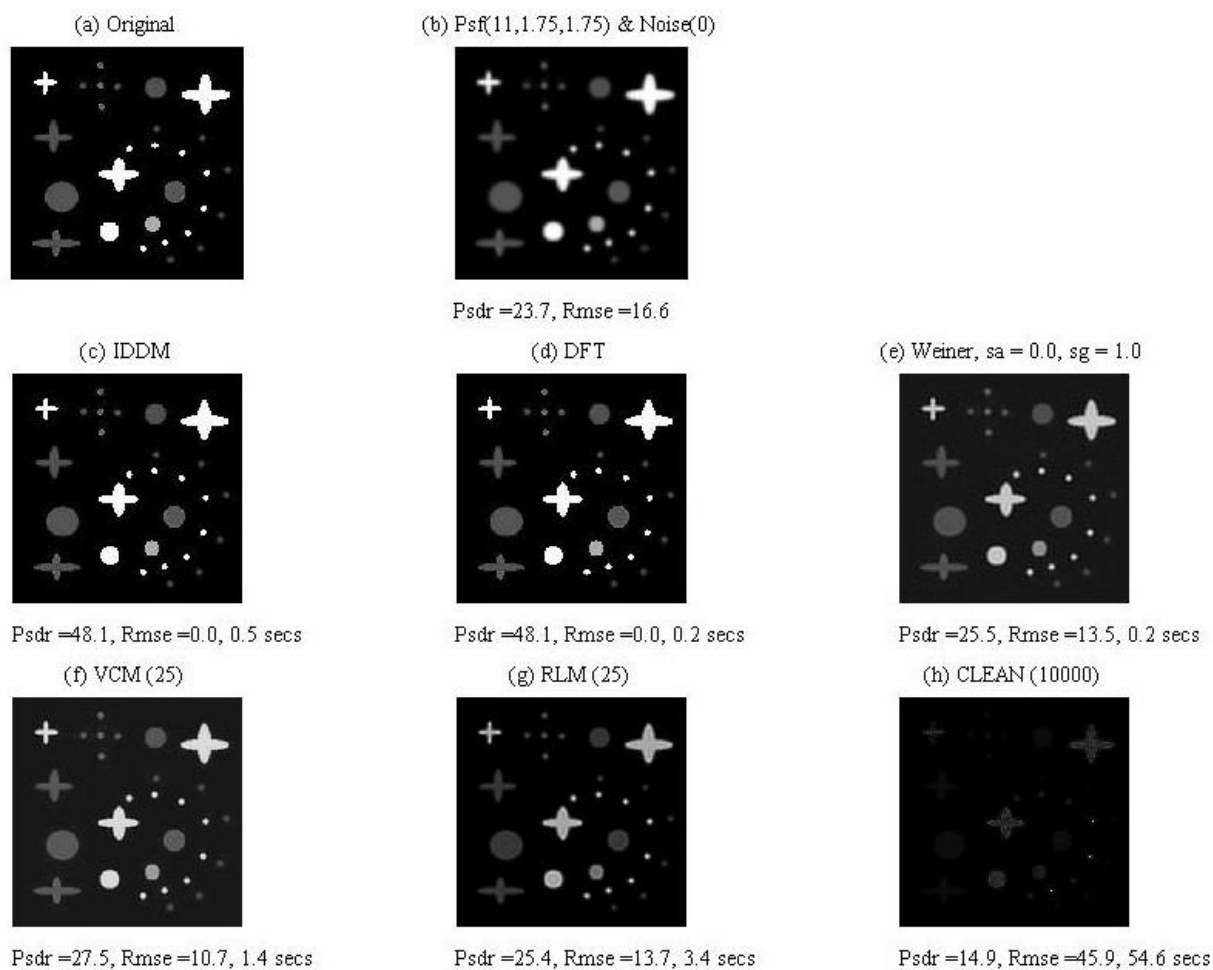 (a) Original
(b) Psf(11,1.75,1.75) & Noise(0)
Psdr =23.7, Rmse =16.6
(c) IDDM
(d) DFT
(e) Weiner, sa = 0.0, sg = 1.0
Psdr =48.1, Rmse =0.0, 0.5 secs
Psdr =48.1, Rmse =0.0, 0.2 secs
Psdr =25.5, Rmse =13.5, 0.2 secs
(f) VCM (25)
(g) RLM (25)
(h) CLEAN (10000)
Psdr =27.5, Rmse =10.7, 1.4 secs
Psdr =25.4, Rmse =13.7, 3.4 secs
Psdr =14.9, Rmse =45.9, 54.6 secs